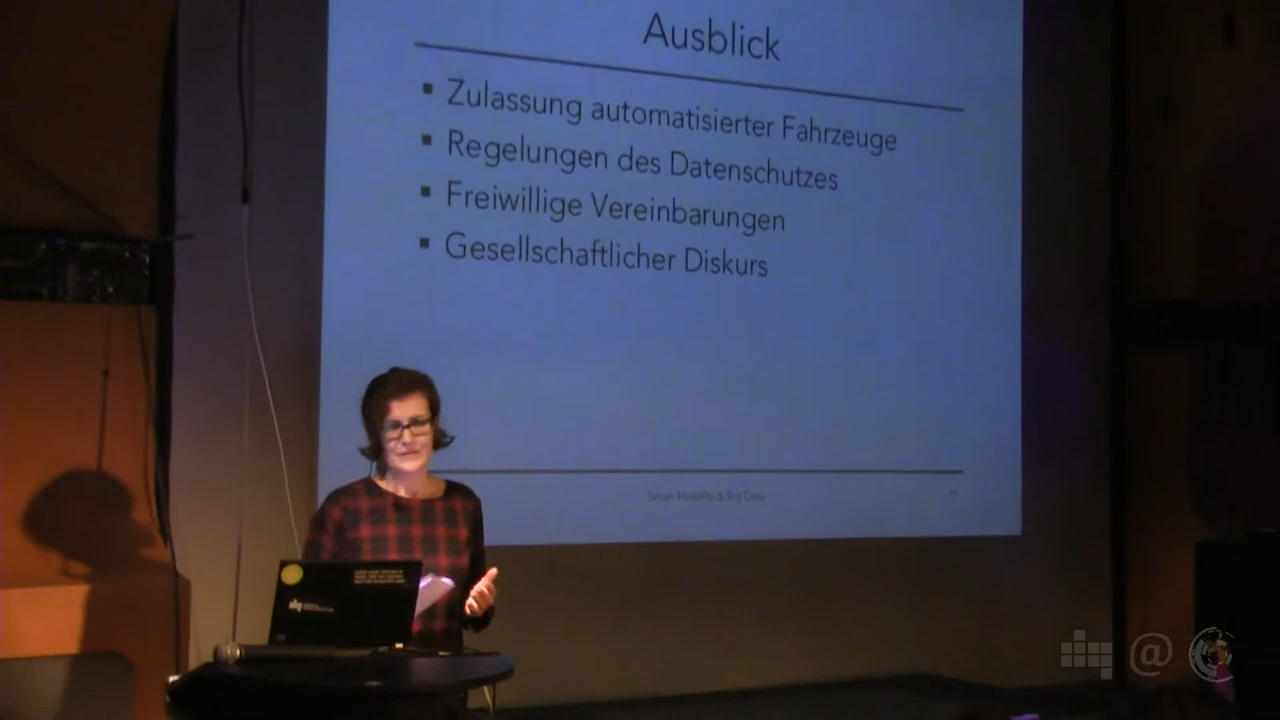 Ausblick
Zulassung automatisierter Fahrzeuge
Regelungen des Datenschutzes
Freiwillige Vereinbarungen
Gesellschaftlicher Diskurs
Smart Mobility & Big Data
@